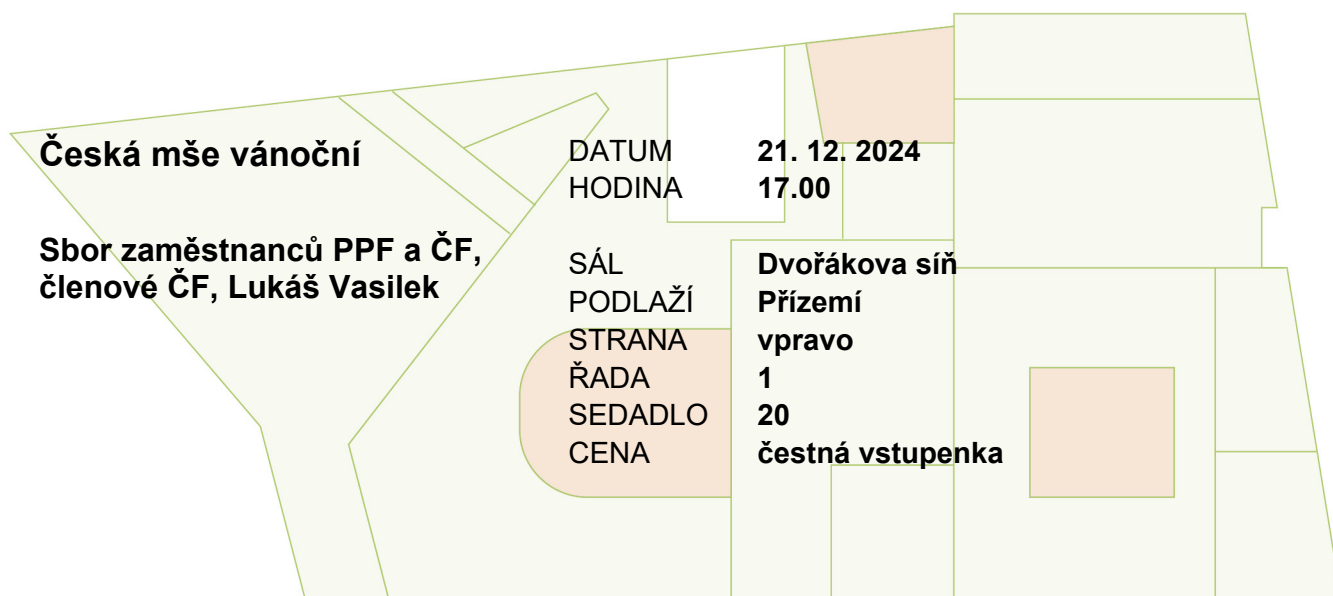 Česká mše vánoční
Sbor zaměstnanců PPF a ČF,
členové ČF, Lukáš Vasilek
DATUM 21. 12. 2024
HODINA 17.00
SÁL Dvořákova síň
PODLAŽÍ Přízemí
STRANA vpravo
ŘADA 1
SEDADLO 20
CENA čestná vstupenka